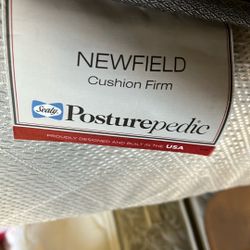 NEWFIELD
Cushion Firm
Sealy Posturepedic
PROUDLY DESIGNED AND BUILT IN THE USA